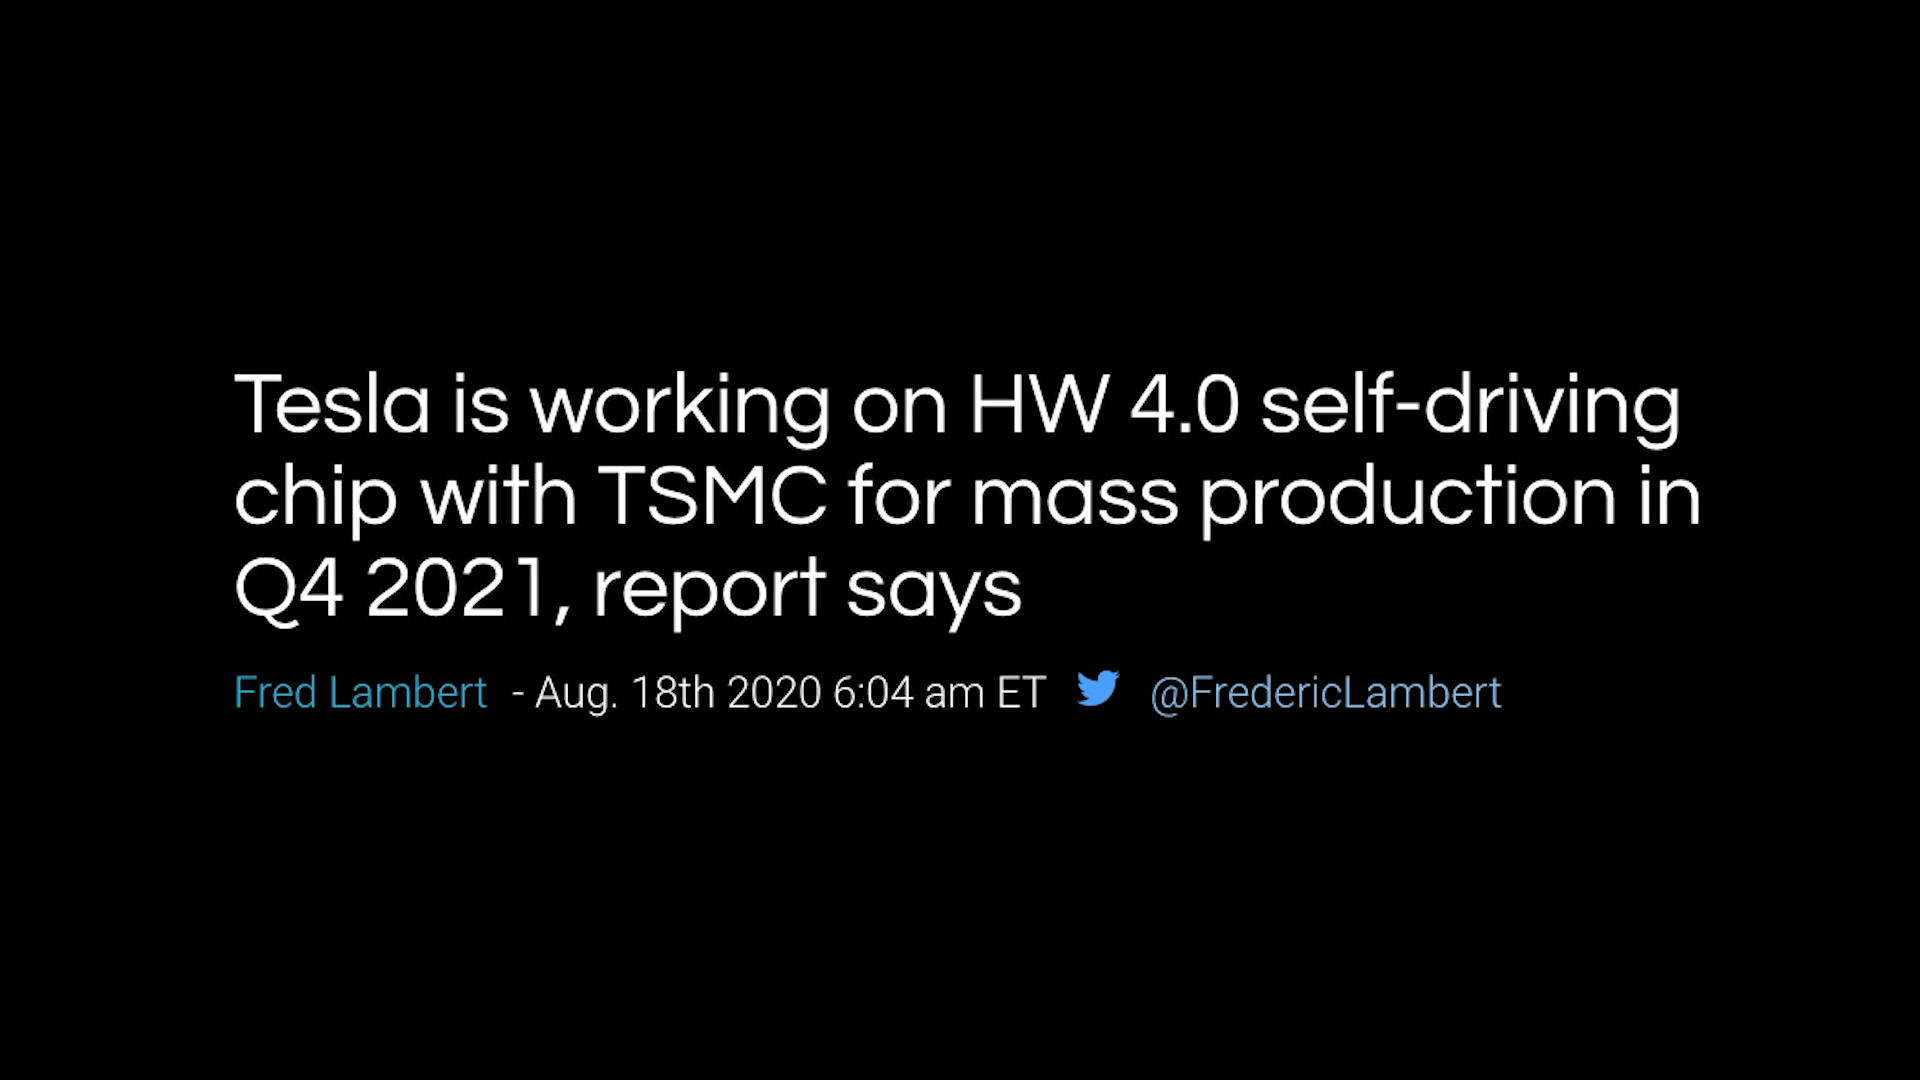 Tesla is working on HW 4.0 self-driving
chip with TSMC for mass production in
Q4 2021, report says
Fred Lambert - Aug. 18th 2020 6:04 am ET @FredericLambert